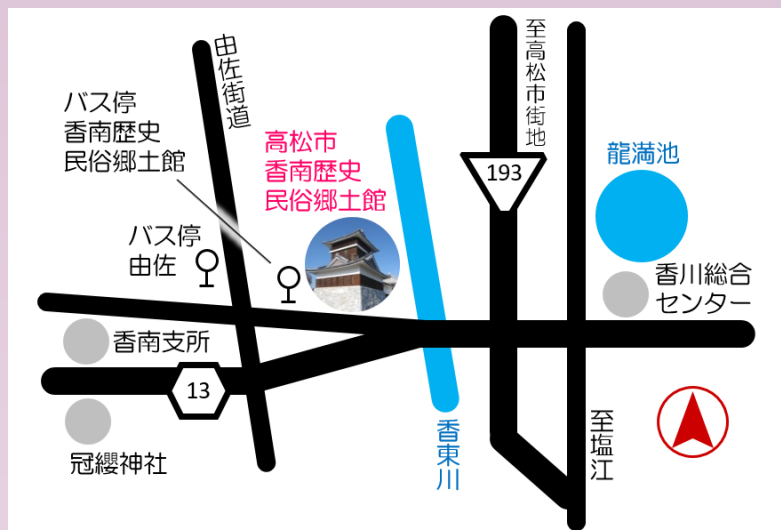 バス停
香南歴史
民俗郷土館
由佐街道
高松市
香南歴史
民俗郷土館
至高松市街地
193
龍満池
バス停
由佐
香川総合
センター
香南支所
13
冠纓神社
香東川
至塩江